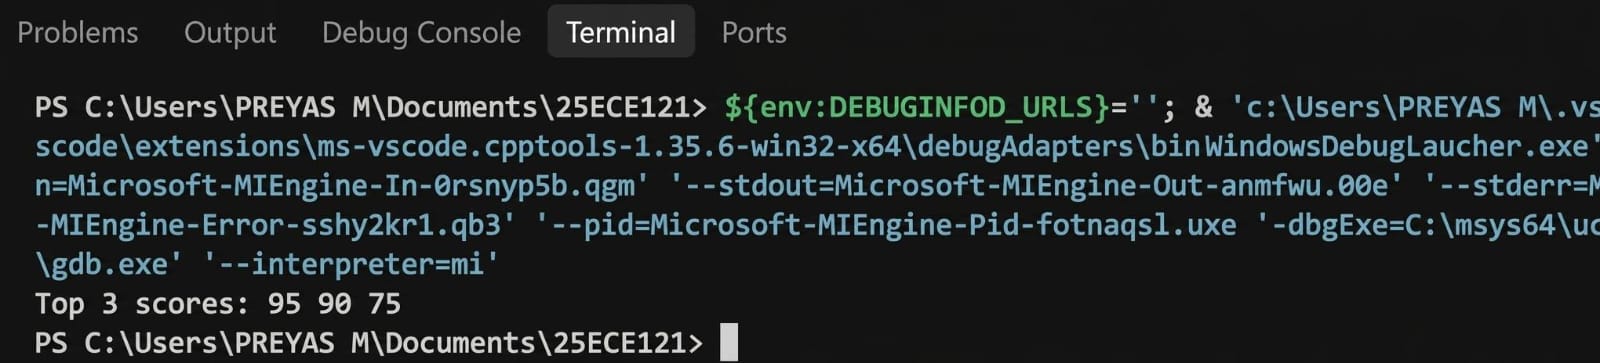 Problems Output Debug Console Terminal Ports
PS C:\Users\PREYAS M\Documents\25ECE121> ${env:DEBUGINFOD_URLS}=''; & 'c:\Users\PREYAS M\.vs
scode\extensions\ms-vscode.cpptools-1.35.6-win32-x64\debugAdapters\binWindowsDebugLaucher.exe'
n=Microsoft-MIEngine-In-0rsnyp5b.qgm' '--stdout=Microsoft-MIEngine-Out-anmfwu.00e' '--stderr=M
-MIEngine-Error-sshy2kr1.qb3' '--pid=Microsoft-MIEngine-Pid-fotnaqsl.uxe '-dbgExe=C:\msys64\uc
\gdb.exe' '--interpreter=mi'
Top 3 scores: 95 90 75
PS C:\Users\PREYAS M\Documents\25ECE121>